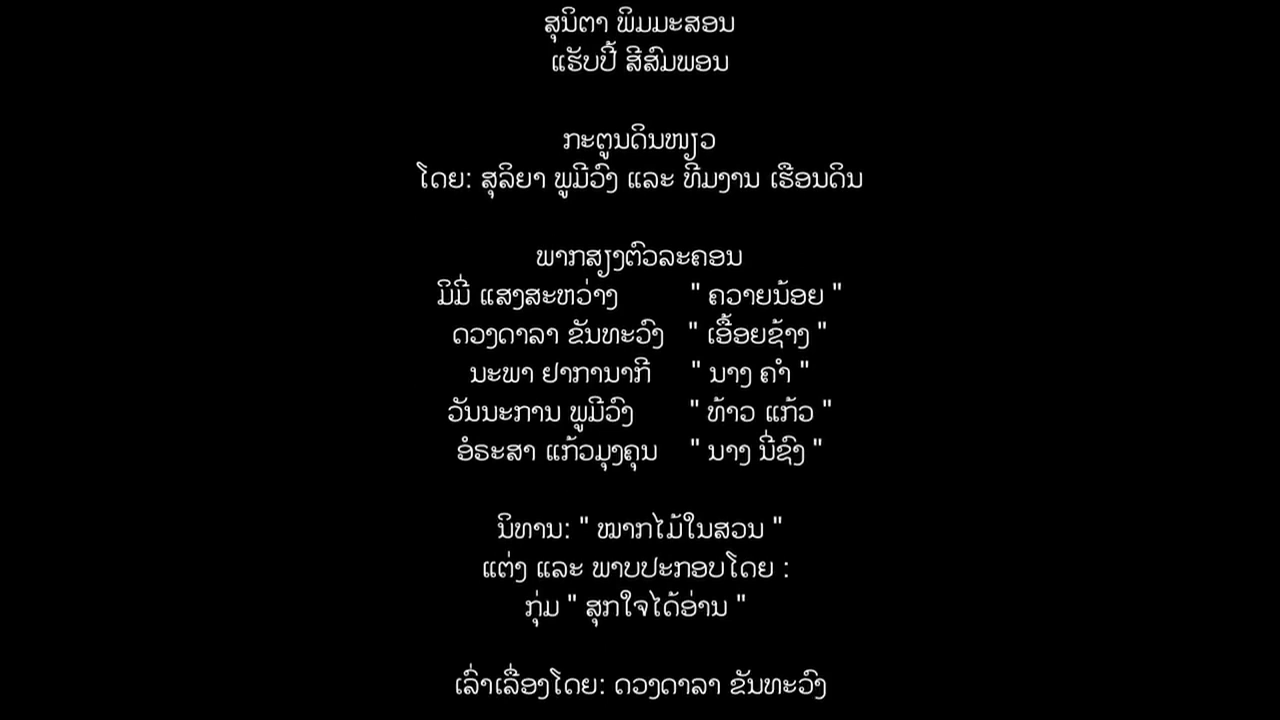 ສຸນິຕາ ພິມມະສອນ
ແຮັບປີ້ ສີສົມພອນ
ກະຕູນດິນໜຽວ
ໂດຍ: ສຸລິຍາ ພູມີວົງ ແລະ ທີມງານ ເຮືອນດິນ
ພາກສຽງຕົວລະຄອນ
ມິມີ່ ແສງສະຫວ່າງ " ຄວາຍນ້ອຍ "
ດວງດາລາ ຂັນທະວົງ " ເອື້ອຍຊ້າງ "
ນະພາ ຢາການາກີ " ນາງ ຄຳ "
ວັນນະການ ພູມີວົງ " ທ້າວ ແກ້ວ "
ອໍຣະສາ ແກ້ວມຸງຄຸນ " ນາງ ນີ່ຊົງ "
ນິທານ: " ໝາກໄມ້ໃນສວນ "
ແຕ່ງ ແລະ ພາບປະກອບໂດຍ :
ກຸ່ມ " ສຸກໃຈໄດ້ອ່ານ "
ເລົ່າເລື່ອງໂດຍ: ດວງດາລາ ຂັນທະວົງ